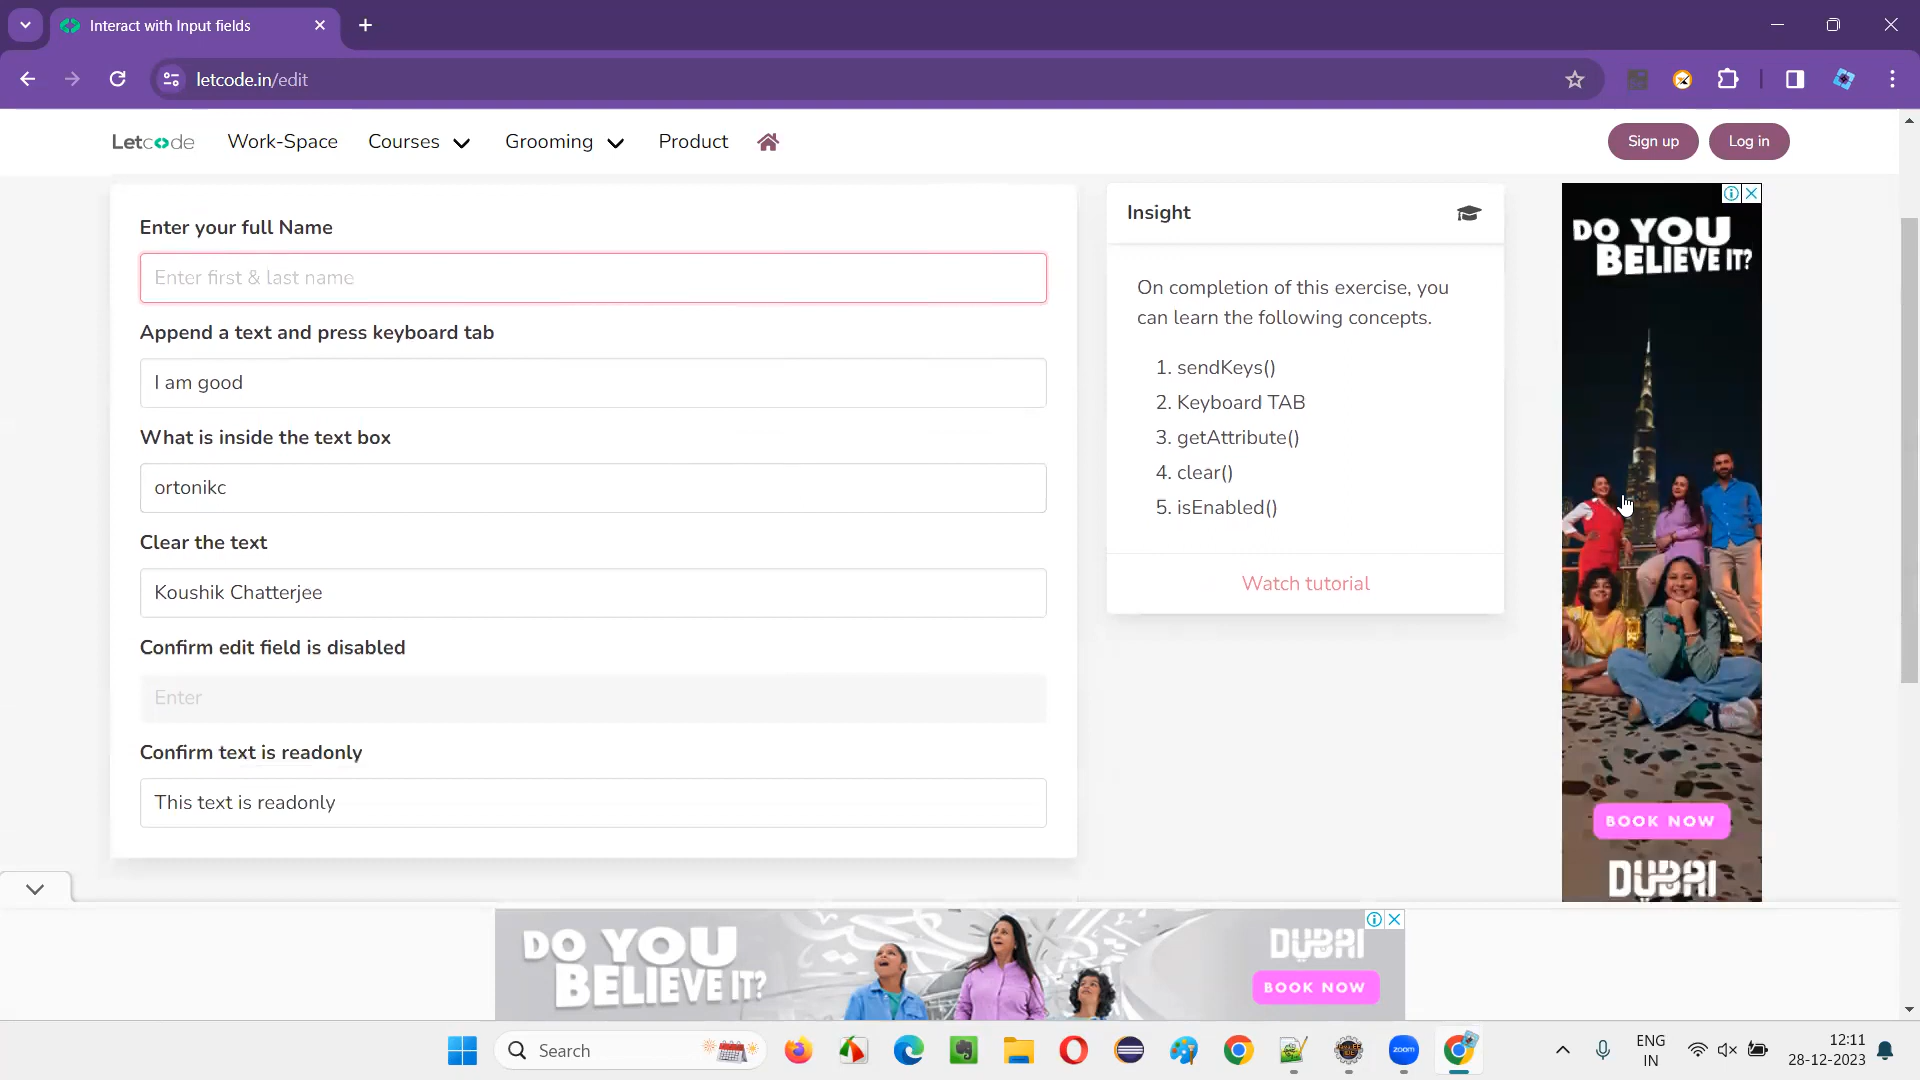 Interact with Input fields
letcode.in/edit
Letcode
Work-Space
Courses
Grooming
Product
Sign up
Log in
Enter your full Name
Enter first & last name
Append a text and press keyboard tab
I am good
What is inside the text box
ortonikc
Clear the text
Koushik Chatterjee
Confirm edit field is disabled
Enter
Confirm text is readonly
This text is readonly
Insight
On completion of this exercise, you
can learn the following concepts.
1. sendKeys()
2. Keyboard TAB
3. getAttribute()
4. clear()
5. isEnabled()
Watch tutorial
DO YOU
BELIEVE IT?
BOOK NOW
DUBAI
DO YOU
BELIEVE IT?
DUBAI
BOOK NOW
Search
zoom
ENG
IN
12:11
28-12-2023